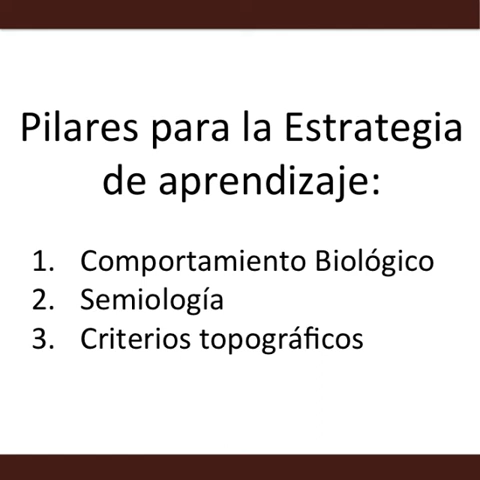 Pilares para la Estrategia
de aprendizaje:
1. Comportamiento Biológico
2. Semiología
3. Criterios topográficos